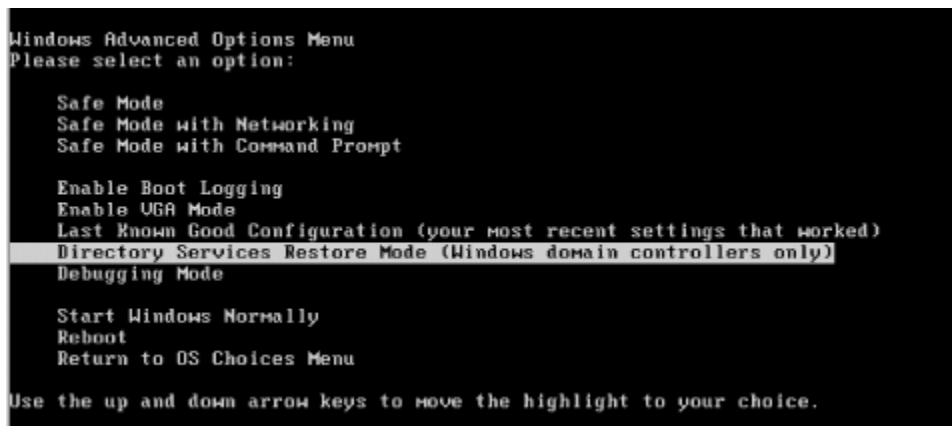 Windows Advanced Options Menu
Please select an option:
Safe Mode
Safe Mode with Networking
Safe Mode with Command Prompt
Enable Boot Logging
Enable VGA Mode
Last Known Good Configuration (your most recent settings that worked)
Directory Services Restore Mode (Windows domain controllers only)
Debugging Mode
Start Windows Normally
Reboot
Return to OS Choices Menu
Use the up and down arrow keys to move the highlight to your choice.